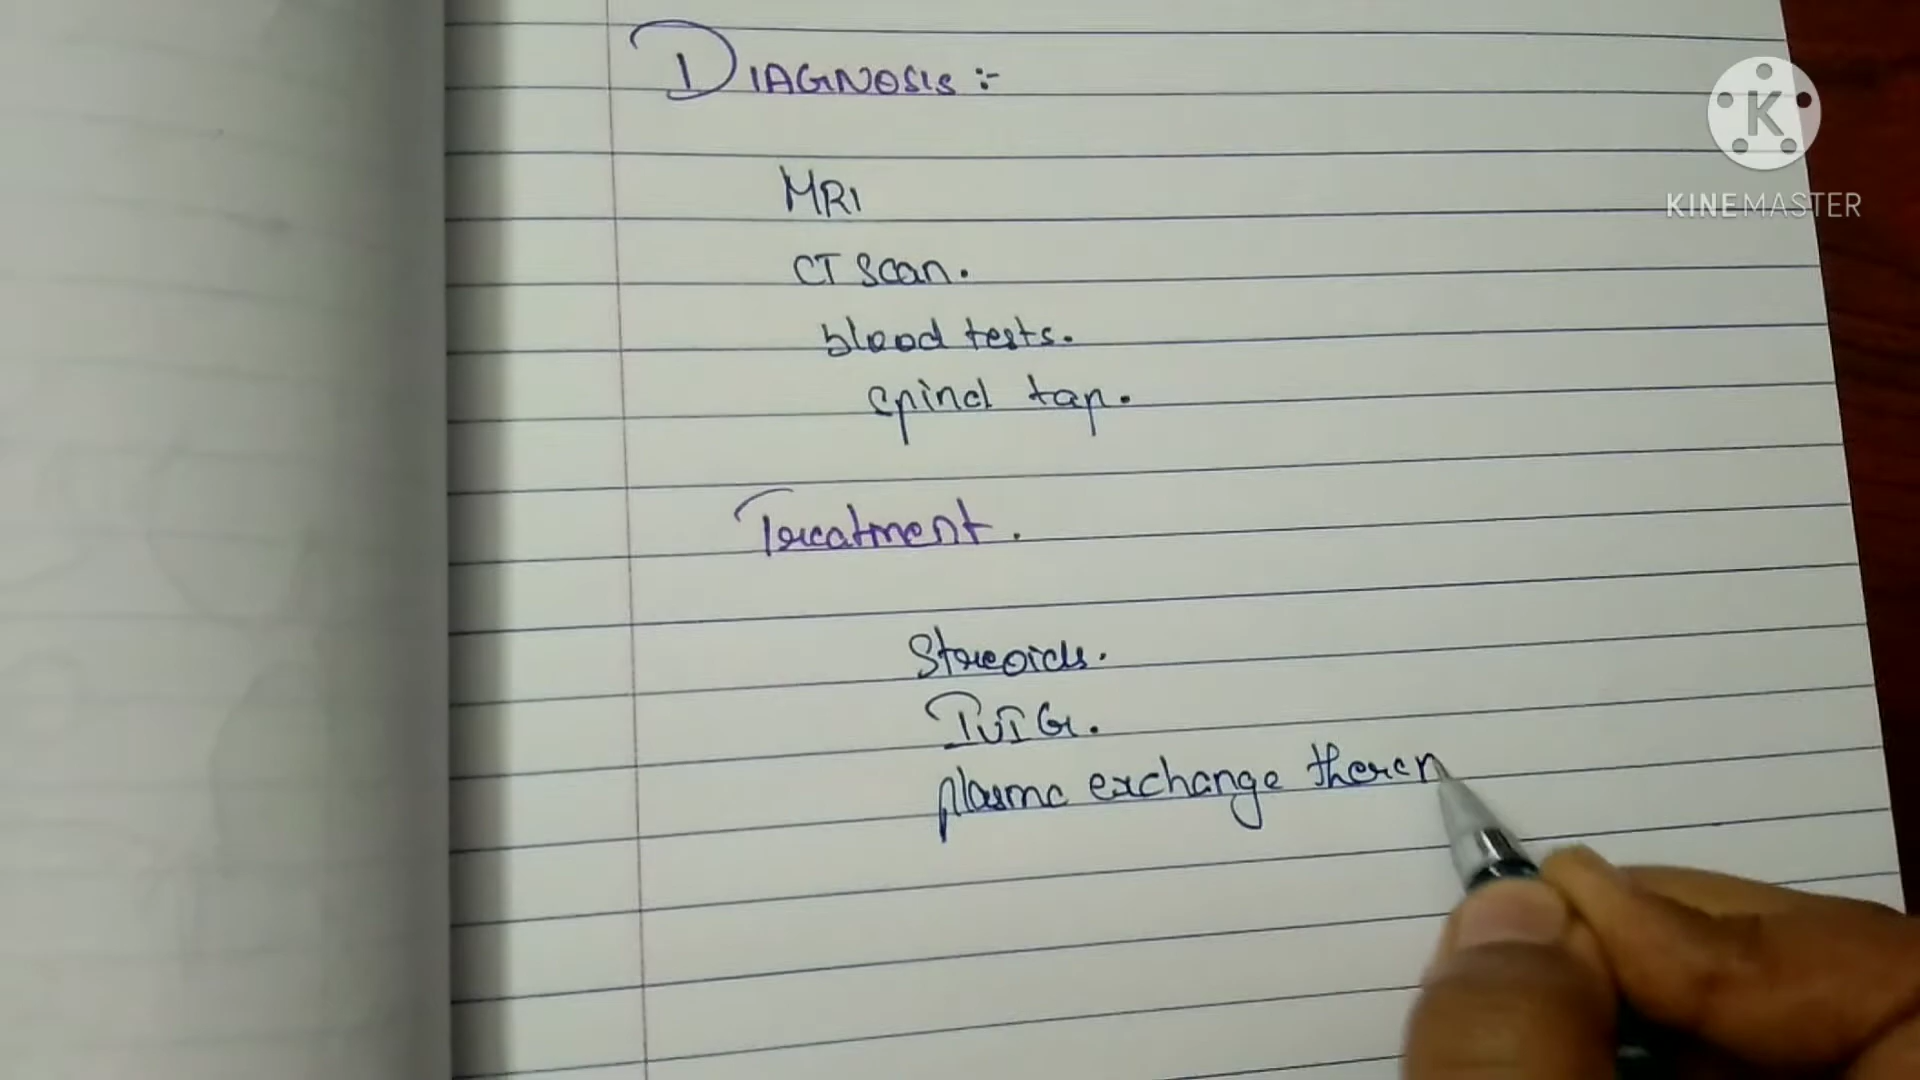 DIAGNOSIS :-
MRI
CT Scan.
blood tests.
spinal tap.
Treatment.
Steroids.
IVIG.
plasma exchange therap
K
KINEMASTER